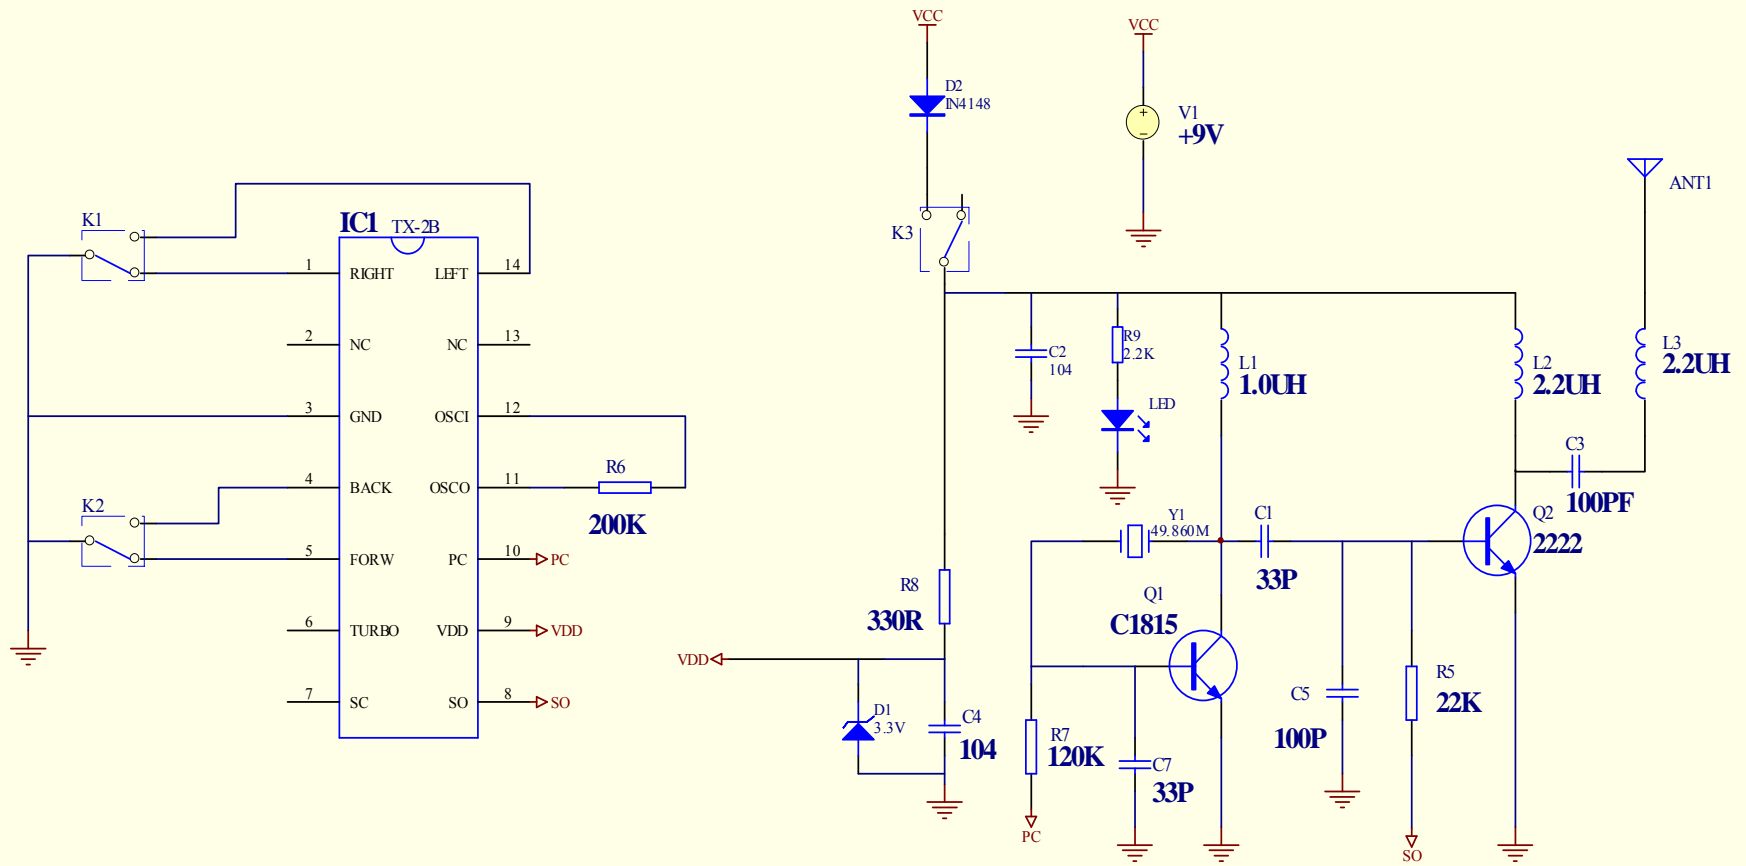 VCC
VCC
D2
IN4148
V1
+9V
ANT1
K1
IC1 TX-2B
K3
1 RIGHT LEFT 14
2 NC NC 13
3 GND OSCI 12
4 BACK OSCO 11
5 FORW PC 10 PC
6 TURBO VDD 9 VDD
7 SC SO 8 SO
K2
R6
200K
R9
2.2K
C2
104
LED
L1
1.0UH
L2
2.2UH
L3
2.2UH
C3
100PF
Y1
49.860M
C1
33P
Q2
2222
R8
330R
Q1
C1815
VDD
D1
3.3V
C4
104
R7
120K
C7
33P
C5
100P
R5
22K
PC
SO